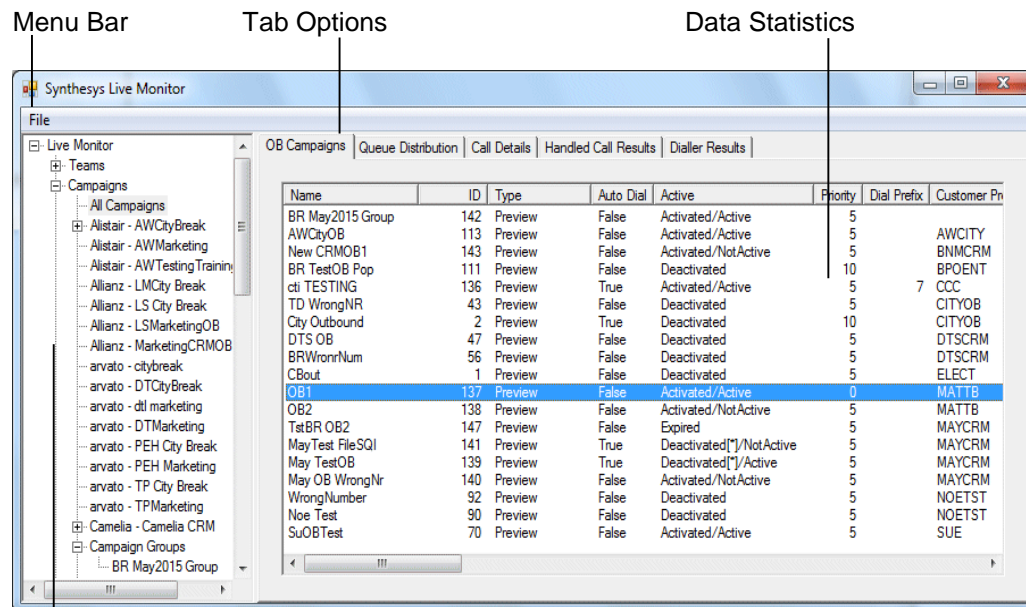 Menu Bar
Tab Options
Data Statistics
Synthesys Live Monitor
File
Live Monitor
Teams
Campaigns
All Campaigns
Alistair - AWCityBreak
Alistair - AWMarketing
Alistair - AWTestingTraining
Allianz - LMCity Break
Allianz - LS City Break
Allianz - LSMarketingOB
Allianz - MarketingCRMOB
arvato - citybreak
arvato - DTCityBreak
arvato - dtl marketing
arvato - DTMarketing
arvato - PEH City Break
arvato - PEH Marketing
arvato - TP City Break
arvato - TPMarketing
Camelia - Camelia CRM
Campaign Groups
BR May2015 Group
OB Campaigns Queue Distribution Call Details Handled Call Results Dialler Results
Name ID Type Auto Dial Active Priority Dial Prefix Customer Pr
BR May2015 Group 142 Preview False Activated/Active 5
AWCityOB 113 Preview False Activated/Active 5 AWCITY
New CRMOB1 143 Preview False Activated/NotActive 5 BNMCRM
BR TestOB Pop 111 Preview False Deactivated 10 BPOENT
cti TESTING 136 Preview True Activated/Active 5 7 CCC
TD WrongNR 43 Preview False Deactivated 5 CITYOB
City Outbound 2 Preview True Deactivated 10 CITYOB
DTS OB 47 Preview False Deactivated 5 DTSCRM
BRWronrNum 56 Preview False Deactivated 5 DTSCRM
CBout 1 Preview False Deactivated 5 ELECT
OB1 137 Preview False Activated/Active 0 MATTB
OB2 138 Preview False Activated/NotActive 5 MATTB
TstBR OB2 147 Preview False Expired 5 MAYCRM
MayTest FileSQl 141 Preview True Deactivated[*]/NotActive 5 MAYCRM
May TestOB 139 Preview True Deactivated[*]/Active 5 MAYCRM
May OB WrongNr 140 Preview False Activated/NotActive 5 MAYCRM
WrongNumber 92 Preview False Deactivated 5 NOETST
Noe Test 90 Preview False Deactivated 5 NOETST
SuOBTest 70 Preview False Activated/Active 5 SUE